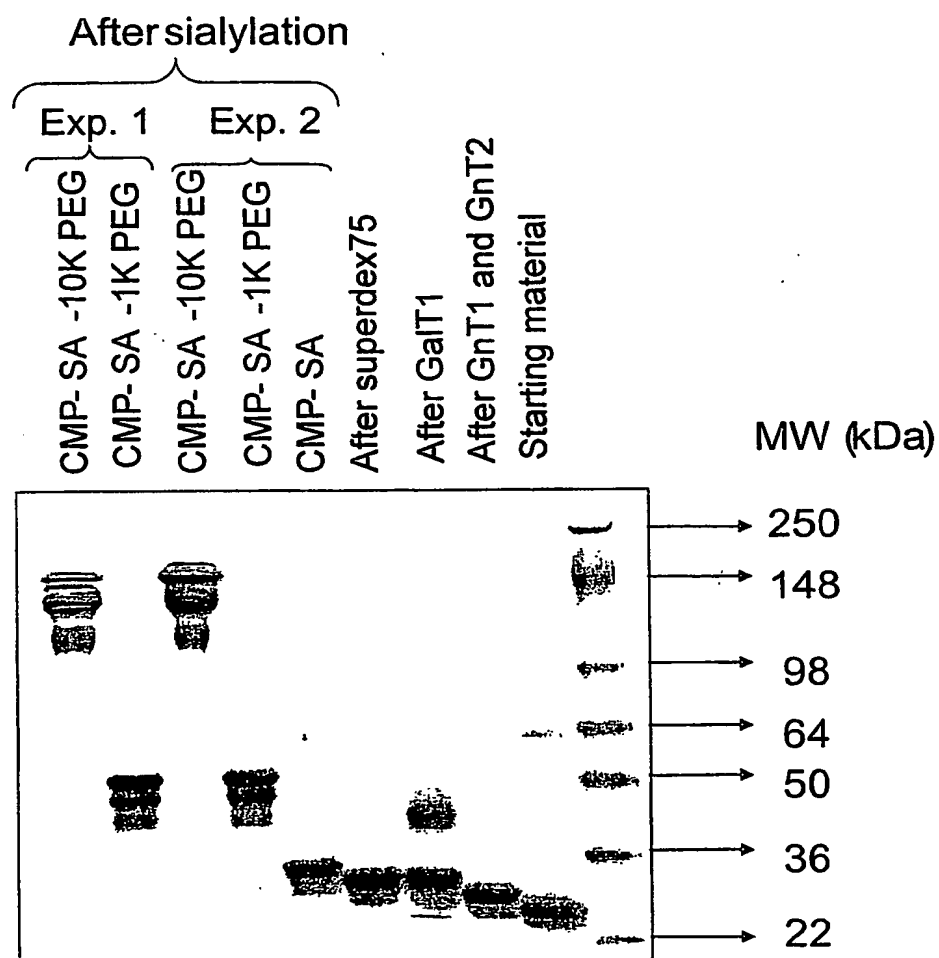 After sialylation
Exp. 1
Exp. 2
CMP- SA -10K PEG
CMP- SA -1K PEG
CMP- SA -10K PEG
CMP- SA -1K PEG
CMP- SA
After superdex75
After GalT1
After GnT1 and GnT2
Starting material
MW (kDa)
250
148
98
64
50
36
22